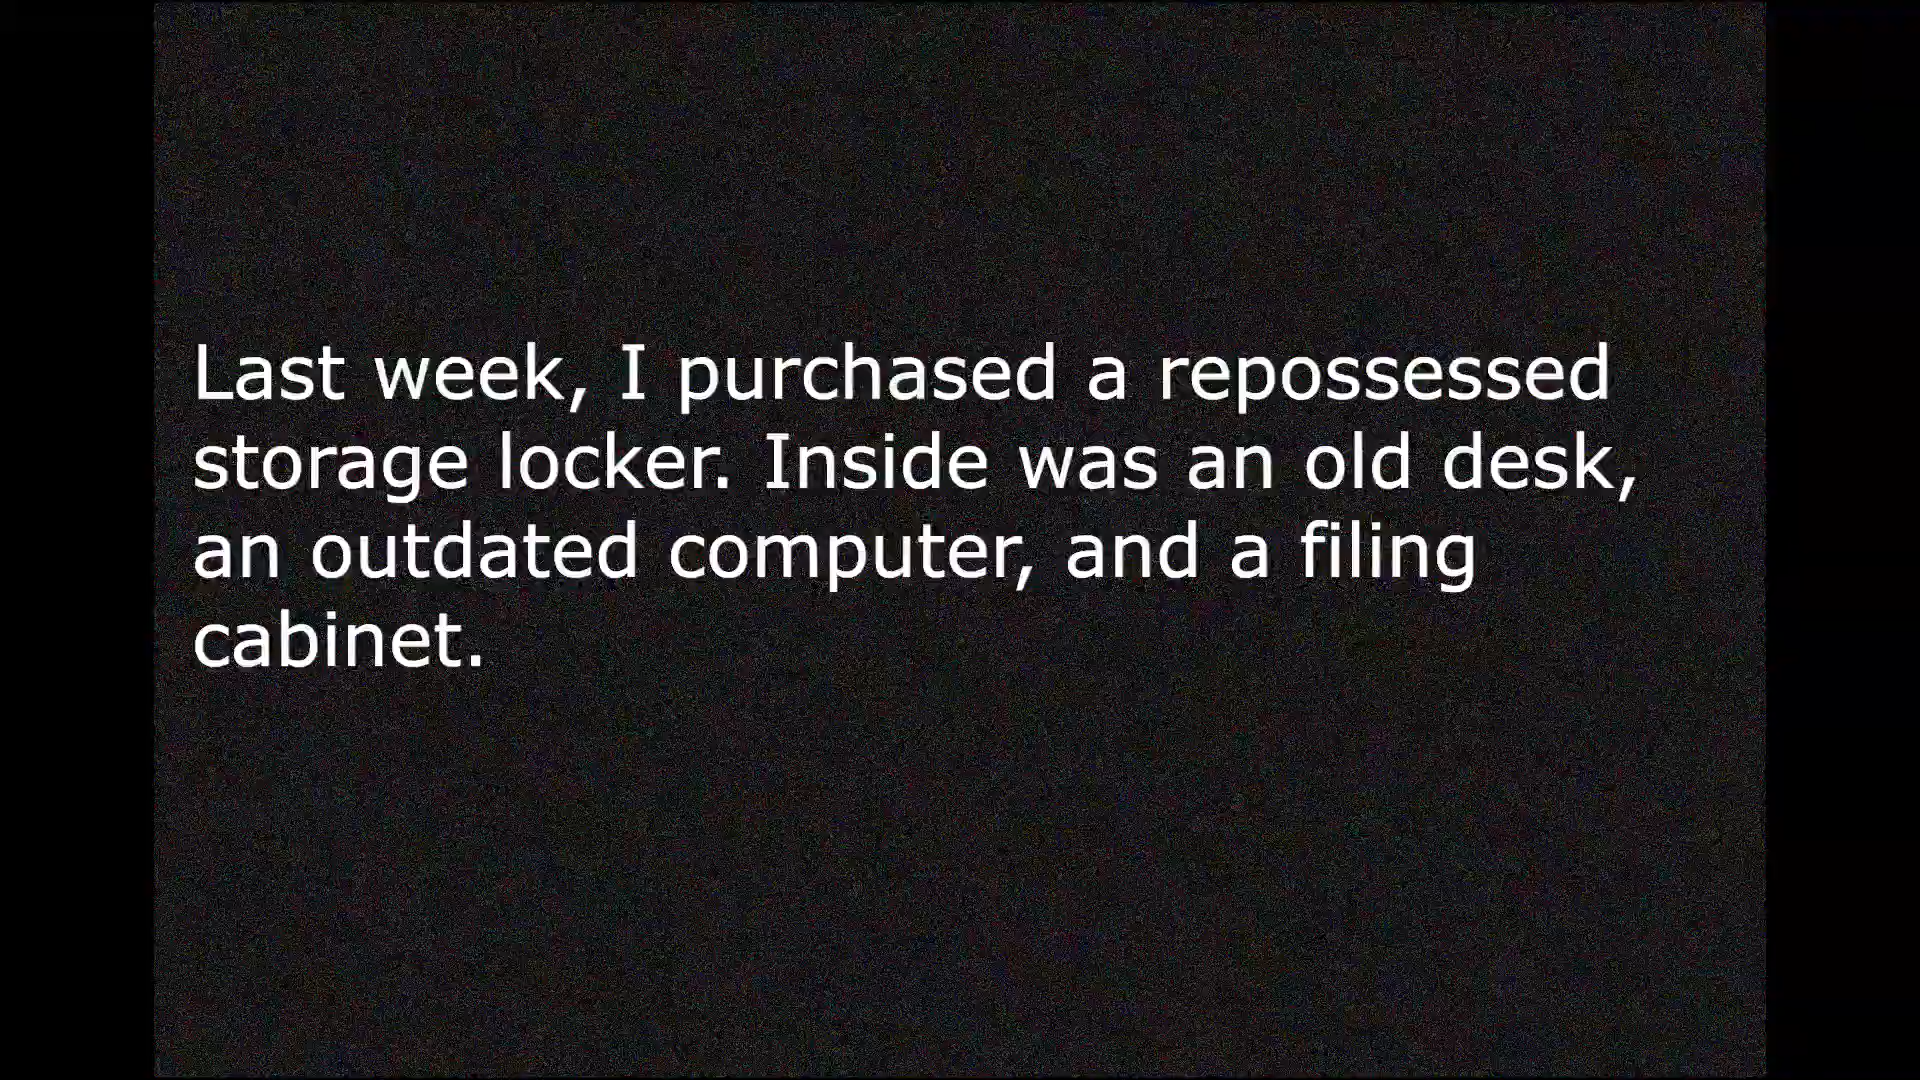 Last week, I purchased a repossessed
storage locker. Inside was an old desk,
an outdated computer, and a filing
cabinet.